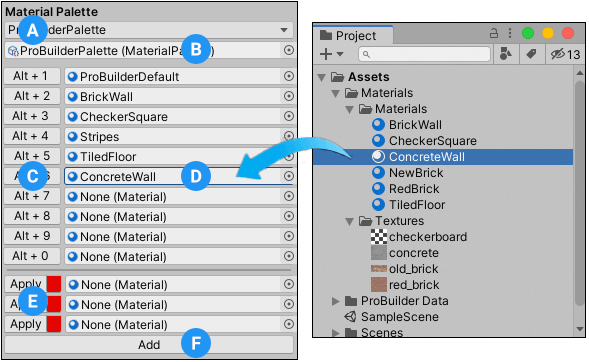 Material Palette
A
ProBuilderPalette
ProBuilderPalette (MaterialPalette)
B
Alt + 1 ProBuilderDefault
Alt + 2 BrickWall
Alt + 3 CheckerSquare
Alt + 4 Stripes
Alt + 5 TiledFloor
C Alt + 6 ConcreteWall D
Alt + 7 None (Material)
Alt + 8 None (Material)
Alt + 9 None (Material)
Alt + 0 None (Material)
Apply None (Material)
E Apply None (Material)
Apply None (Material)
Add F
Project
13
Assets
Materials
Materials
BrickWall
CheckerSquare
ConcreteWall
NewBrick
RedBrick
TiledFloor
Textures
checkerboard
concrete
old_brick
red_brick
ProBuilder Data
SampleScene
Scenes